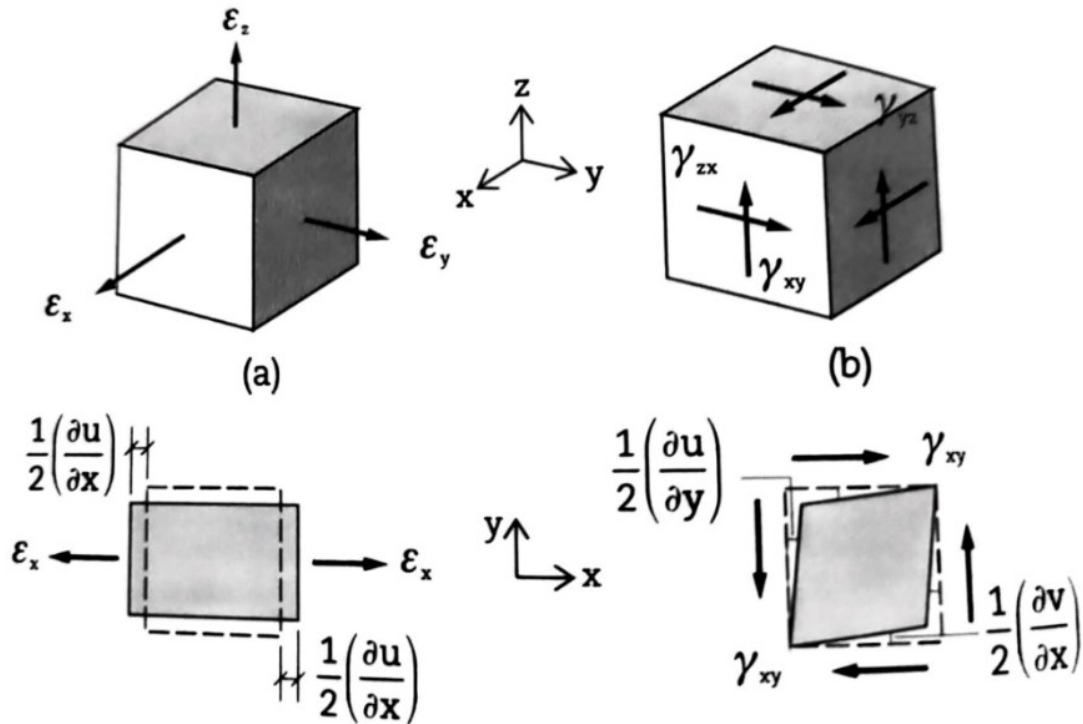 ε_z
z
x
y
ε_y
ε_x
(a)
γ_yz
γ_zx
γ_xy
(b)
1/2(∂u/∂x)
ε_x
ε_x
1/2(∂u/∂x)
y
x
1/2(∂u/∂y)
γ_xy
γ_xy
1/2(∂v/∂x)